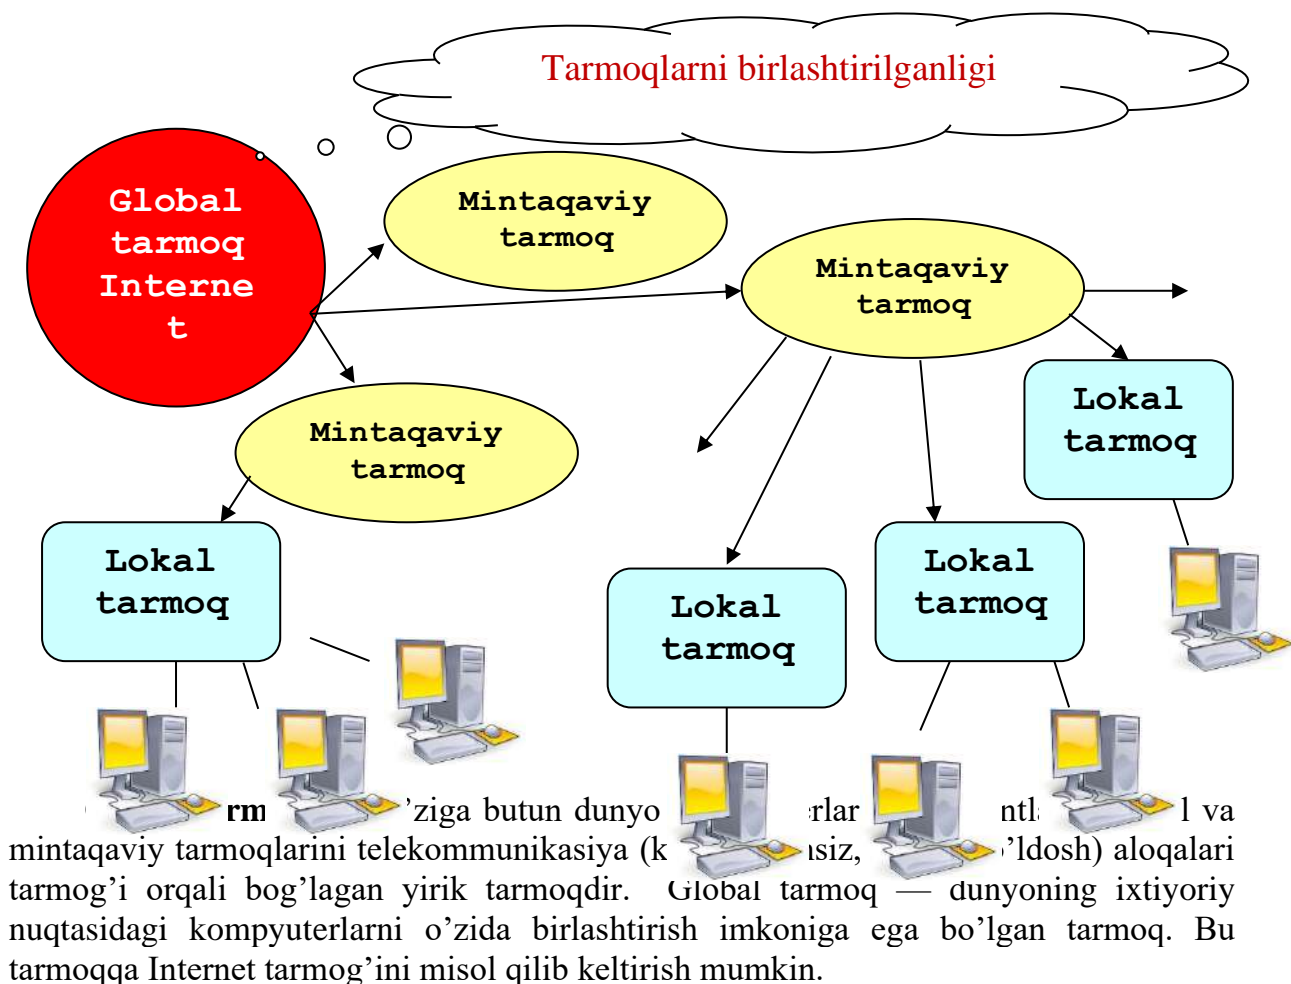 Tarmoqlarni birlashtirilganligi
Global
tarmoq
Interne
t
Mintaqaviy
tarmoq
Mintaqaviy
tarmoq
Mintaqaviy
tarmoq
Lokal
tarmoq
Lokal
tarmoq
Lokal
tarmoq
Lokal
tarmoq
’ziga butun dunyo va
mintaqaviy tarmoqlarini telekommunikasiya aloqalari
tarmog’i orqali bog’lagan yirik tarmoqdir. Global tarmoq — dunyoning ixtiyoriy
nuqtasidagi kompyuterlarni o’zida birlashtirish imkoniga ega bo’lgan tarmoq. Bu
tarmoqqa Internet tarmog’ini misol qilib keltirish mumkin.